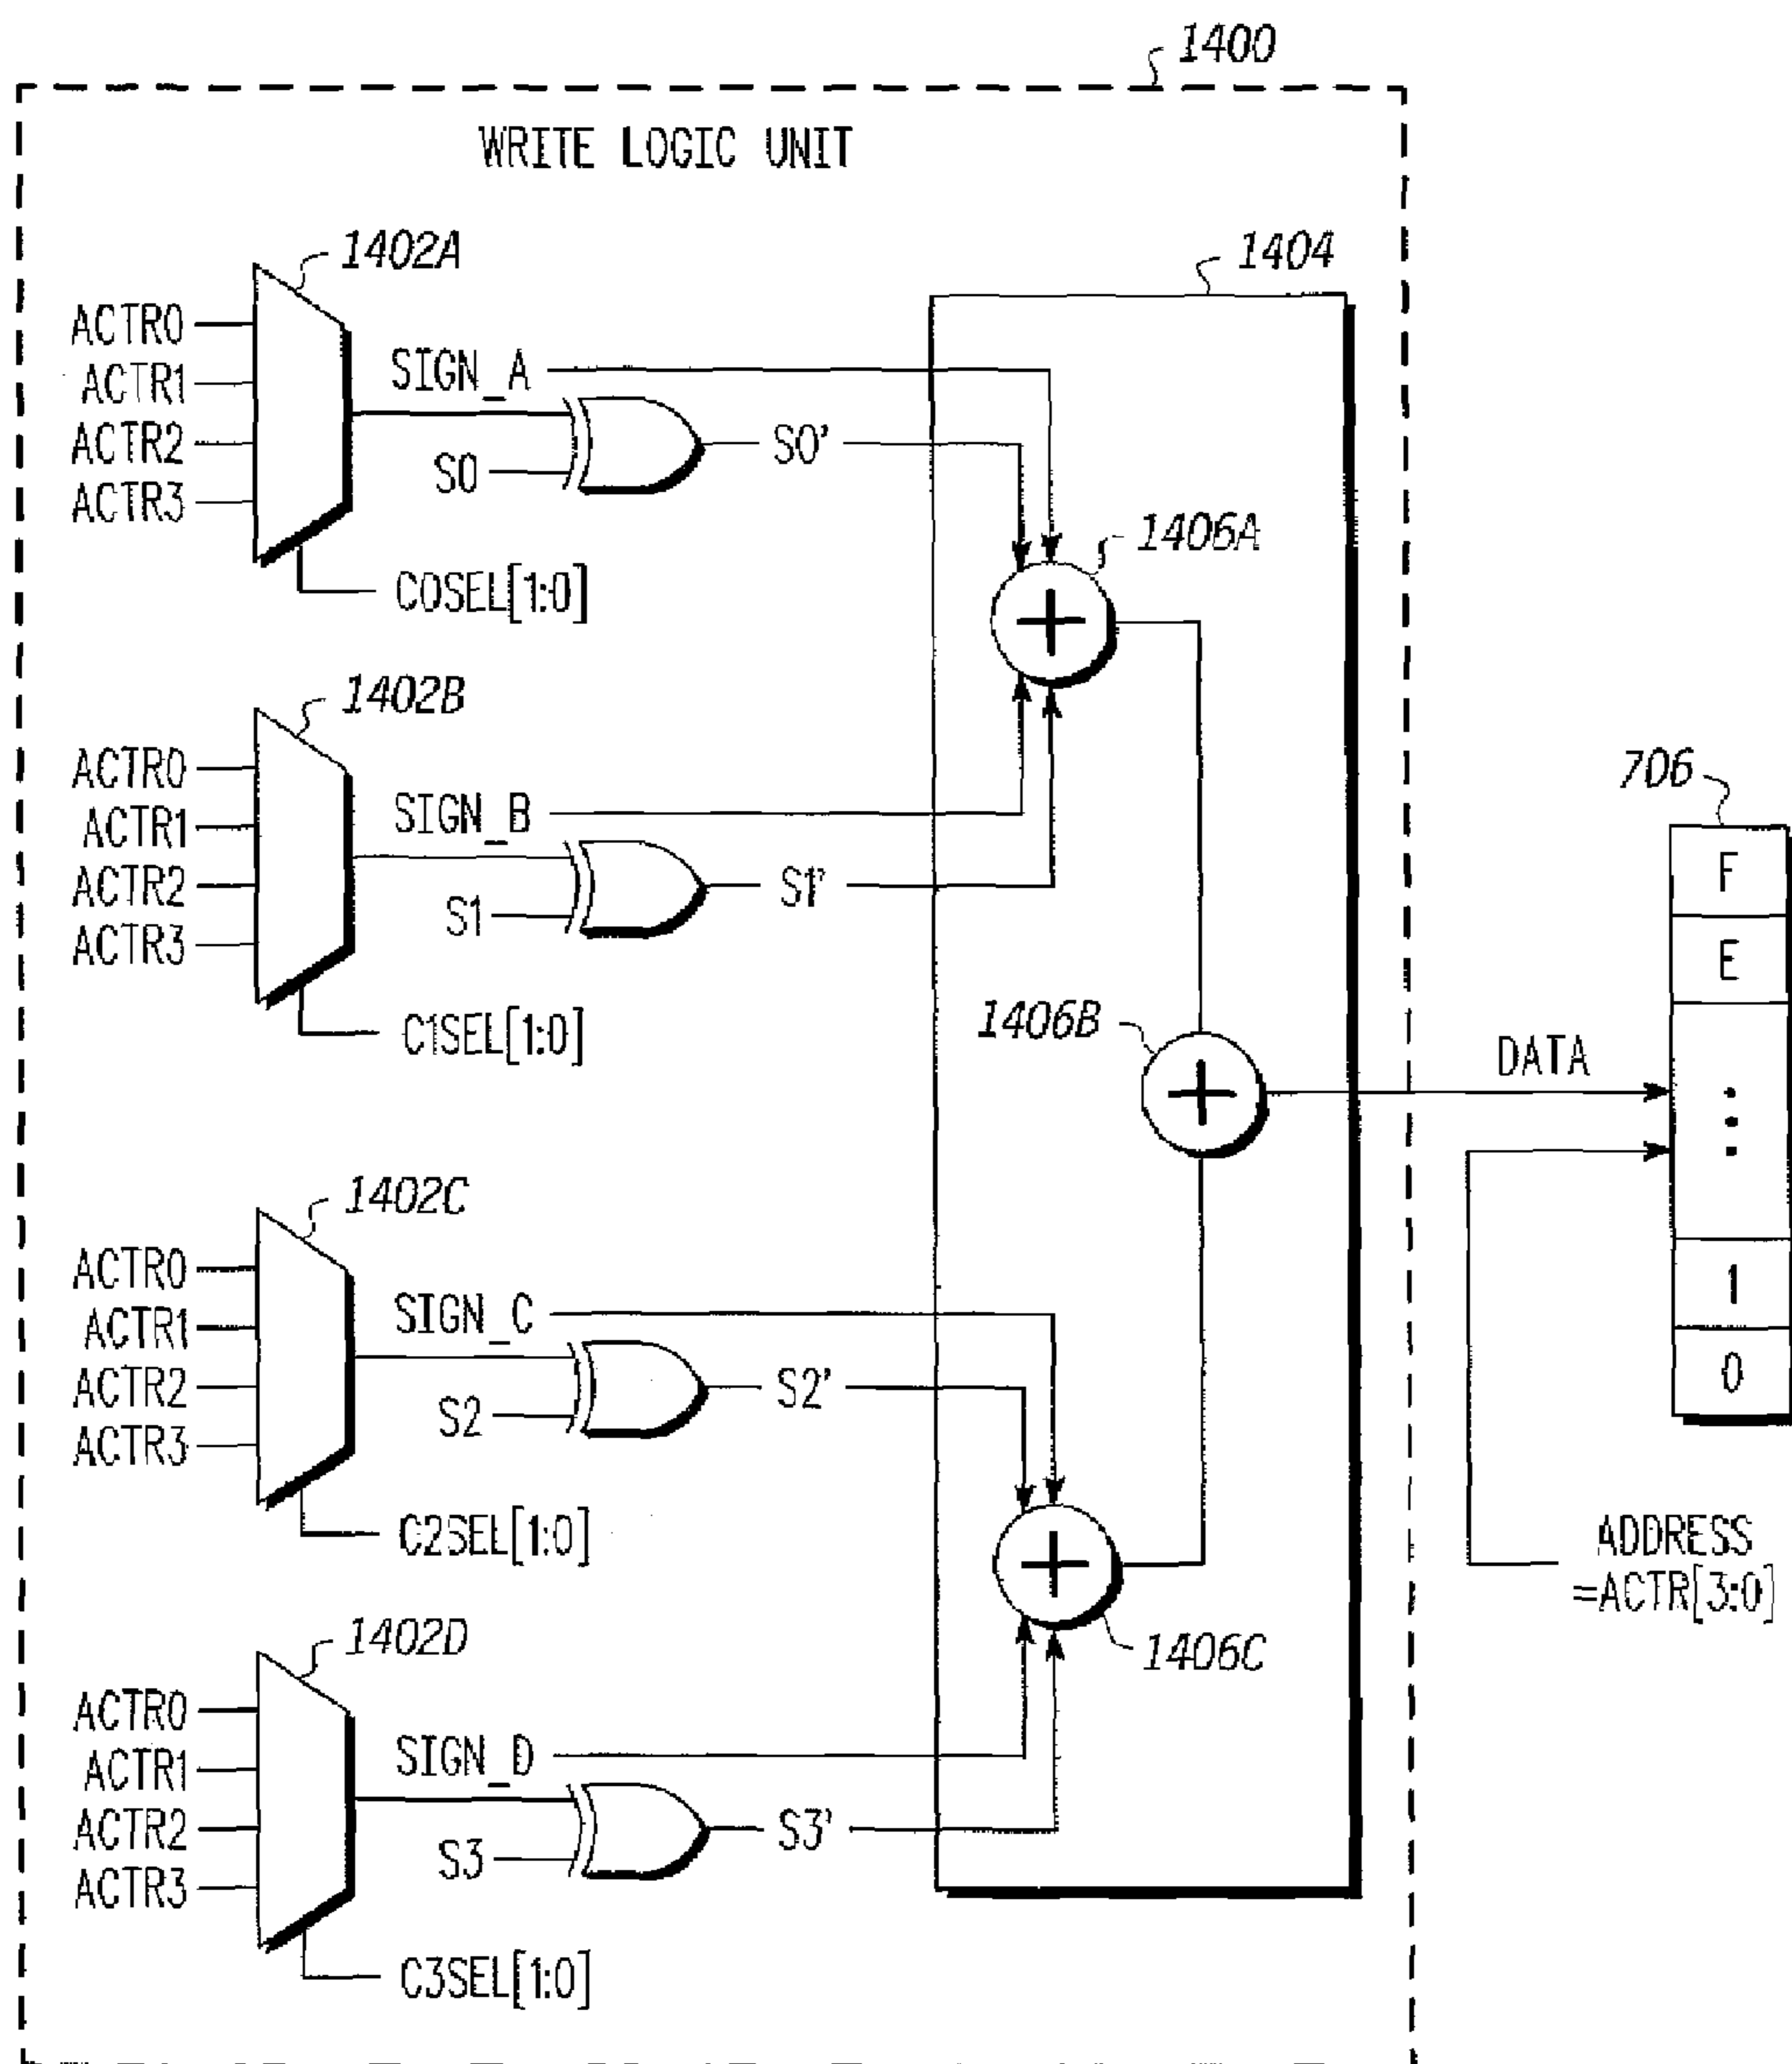 1400
WRITE LOGIC UNIT
1402A
1404
ACTR0
ACTR1
ACTR2
ACTR3
SIGN_A
S0
S0'
C0SEL[1:0]
1406A
1402B
ACTR0
ACTR1
ACTR2
ACTR3
SIGN_B
S1
S1'
C1SEL[1:0]
706
F
E
1406B
DATA
1402C
ACTR0
ACTR1
ACTR2
ACTR3
SIGN_C
S2
S2'
C2SEL[1:0]
1
0
ADDRESS
=ACTR[3:0]
1406C
1402D
ACTR0
ACTR1
ACTR2
ACTR3
SIGN_D
S3
S3'
C3SEL[1:0]